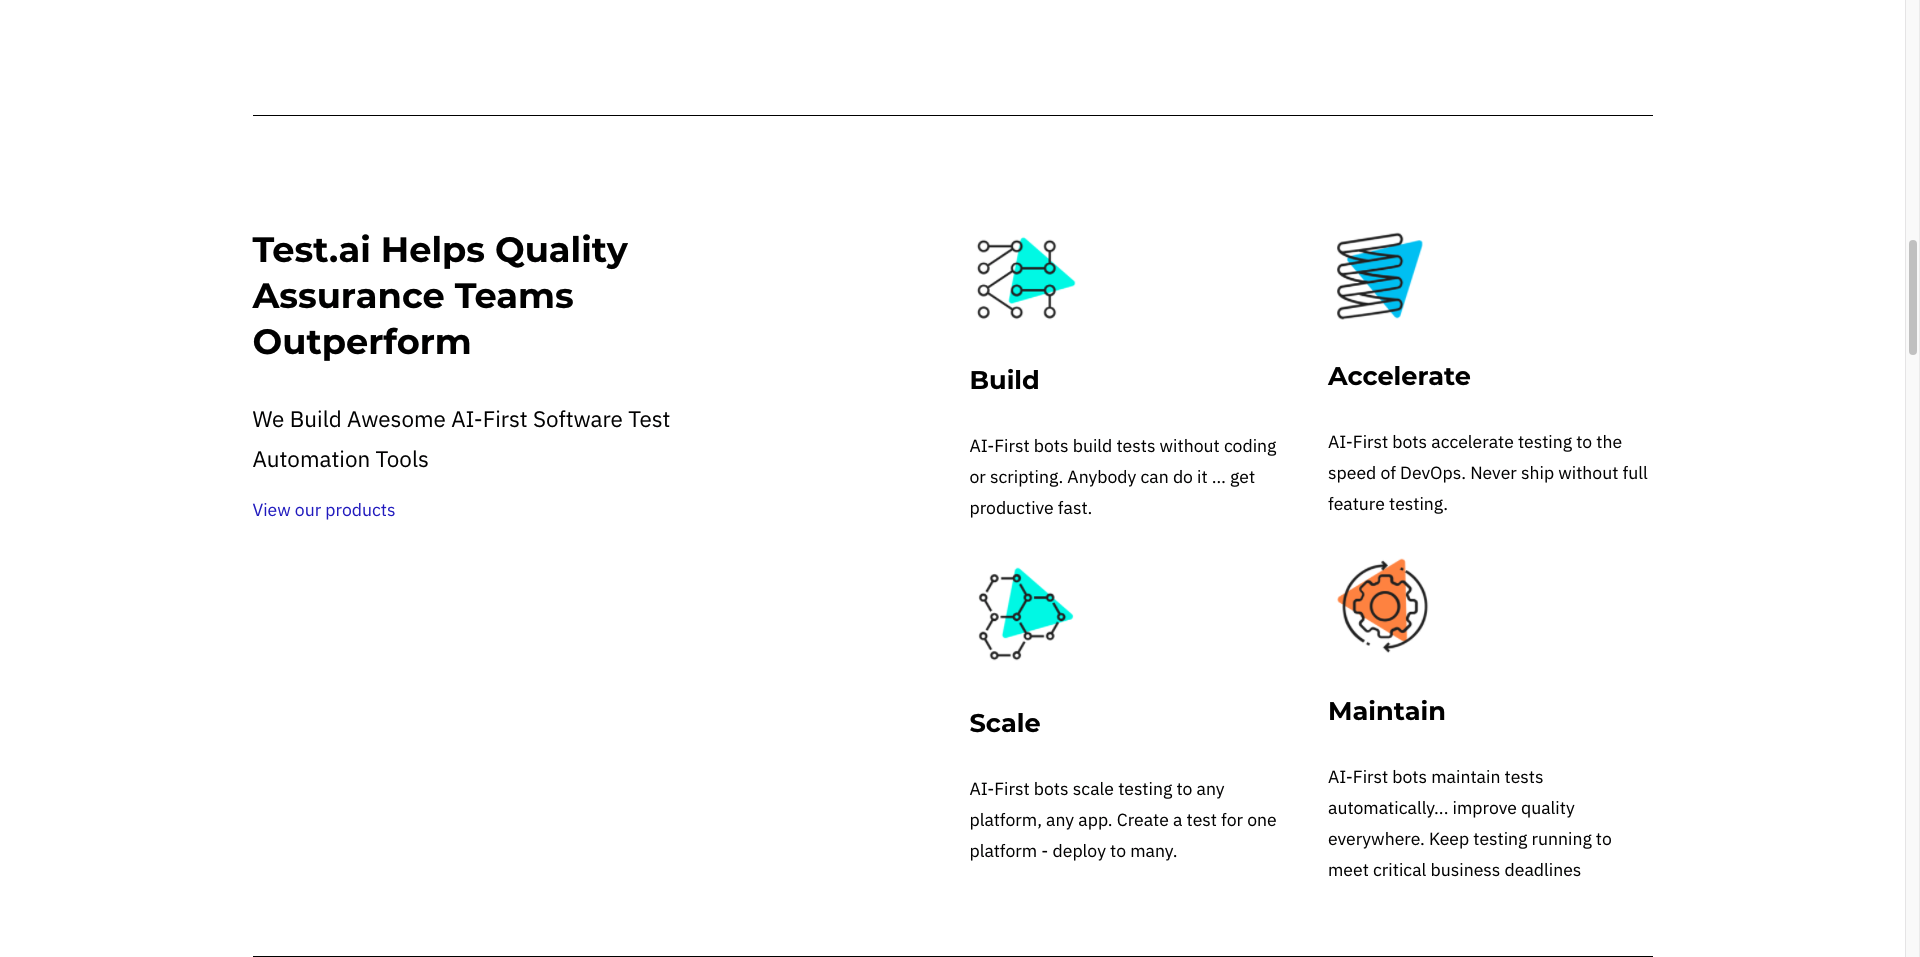 Test.ai Helps Quality
Assurance Teams
Outperform
We Build Awesome AI-First Software Test
Automation Tools
View our products
Build
AI-First bots build tests without coding
or scripting. Anybody can do it ... get
productive fast.
Accelerate
AI-First bots accelerate testing to the
speed of DevOps. Never ship without full
feature testing.
Scale
AI-First bots scale testing to any
platform, any app. Create a test for one
platform - deploy to many.
Maintain
AI-First bots maintain tests
automatically... improve quality
everywhere. Keep testing running to
meet critical business deadlines